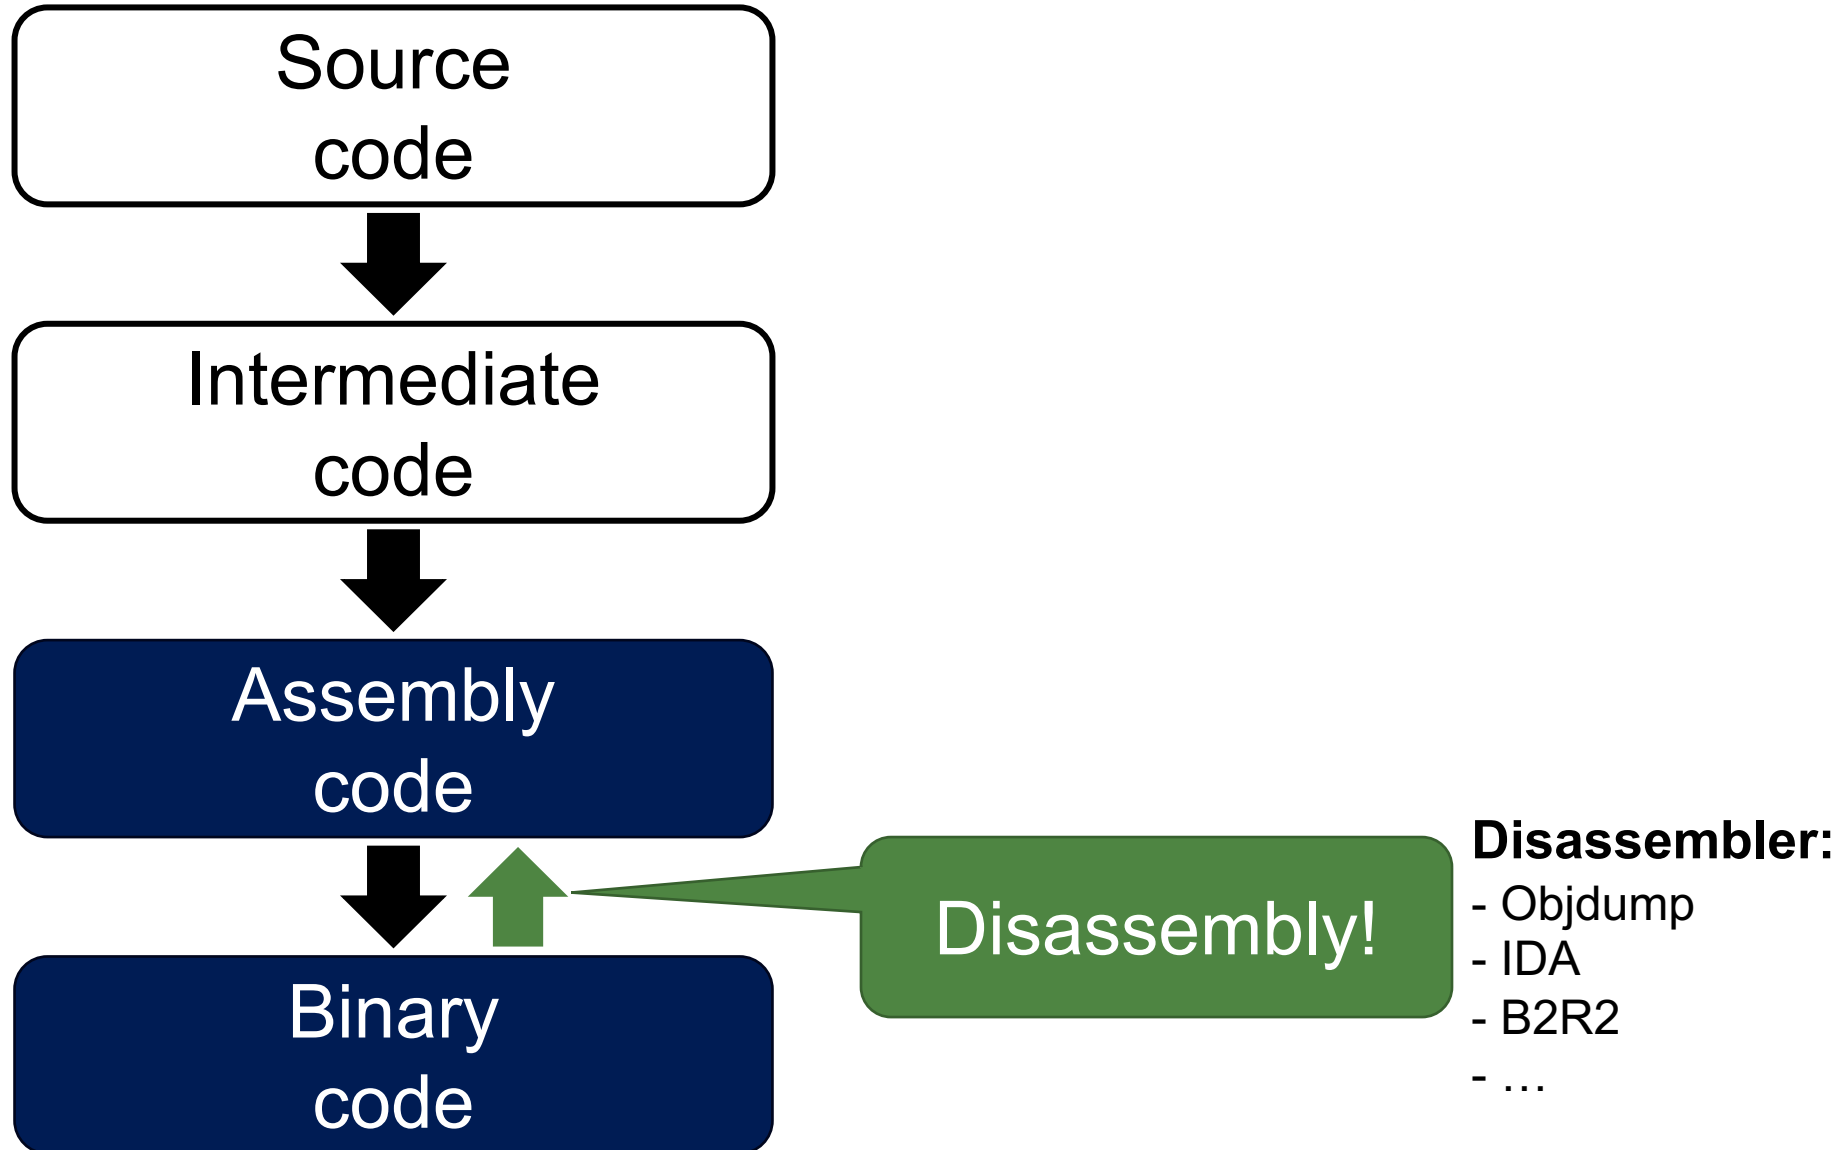 Source
code
Intermediate
code
Assembly
code
Disassembly!
Binary
code
Disassembler:
- Objdump
- IDA
- B2R2
- …